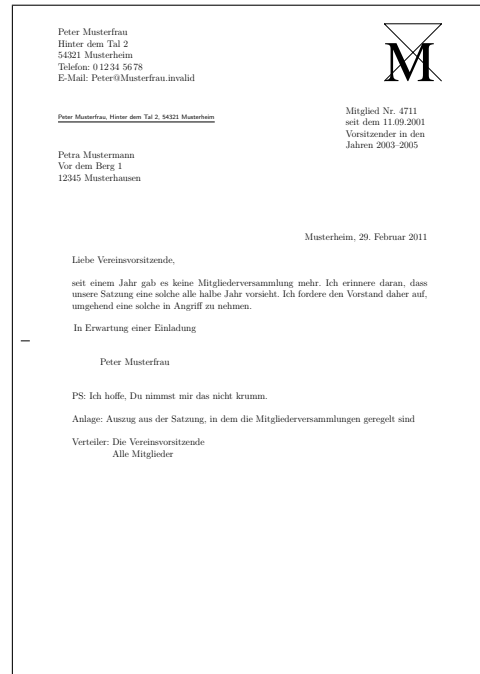 Peter Musterfrau
Hinter dem Tal 2
54321 Musterheim
Telefon: 0 12 34 56 78
E-Mail: Peter@Musterfrau.invalid
M
Peter Musterfrau, Hinter dem Tal 2, 54321 Musterheim
Mitglied Nr. 4711
seit dem 11.09.2001
Vorsitzender in den
Jahren 2003–2005
Petra Mustermann
Vor dem Berg 1
12345 Musterhausen
Musterheim, 29. Februar 2011
Liebe Vereinsvorsitzende,
seit einem Jahr gab es keine Mitgliederversammlung mehr. Ich erinnere daran, dass
unsere Satzung eine solche alle halbe Jahr vorsieht. Ich fordere den Vorstand daher auf,
umgehend eine solche in Angriff zu nehmen.
In Erwartung einer Einladung
Peter Musterfrau
PS: Ich hoffe, Du nimmst mir das nicht krumm.
Anlage: Auszug aus der Satzung, in dem die Mitgliederversammlungen geregelt sind
Verteiler: Die Vereinsvorsitzende
Alle Mitglieder